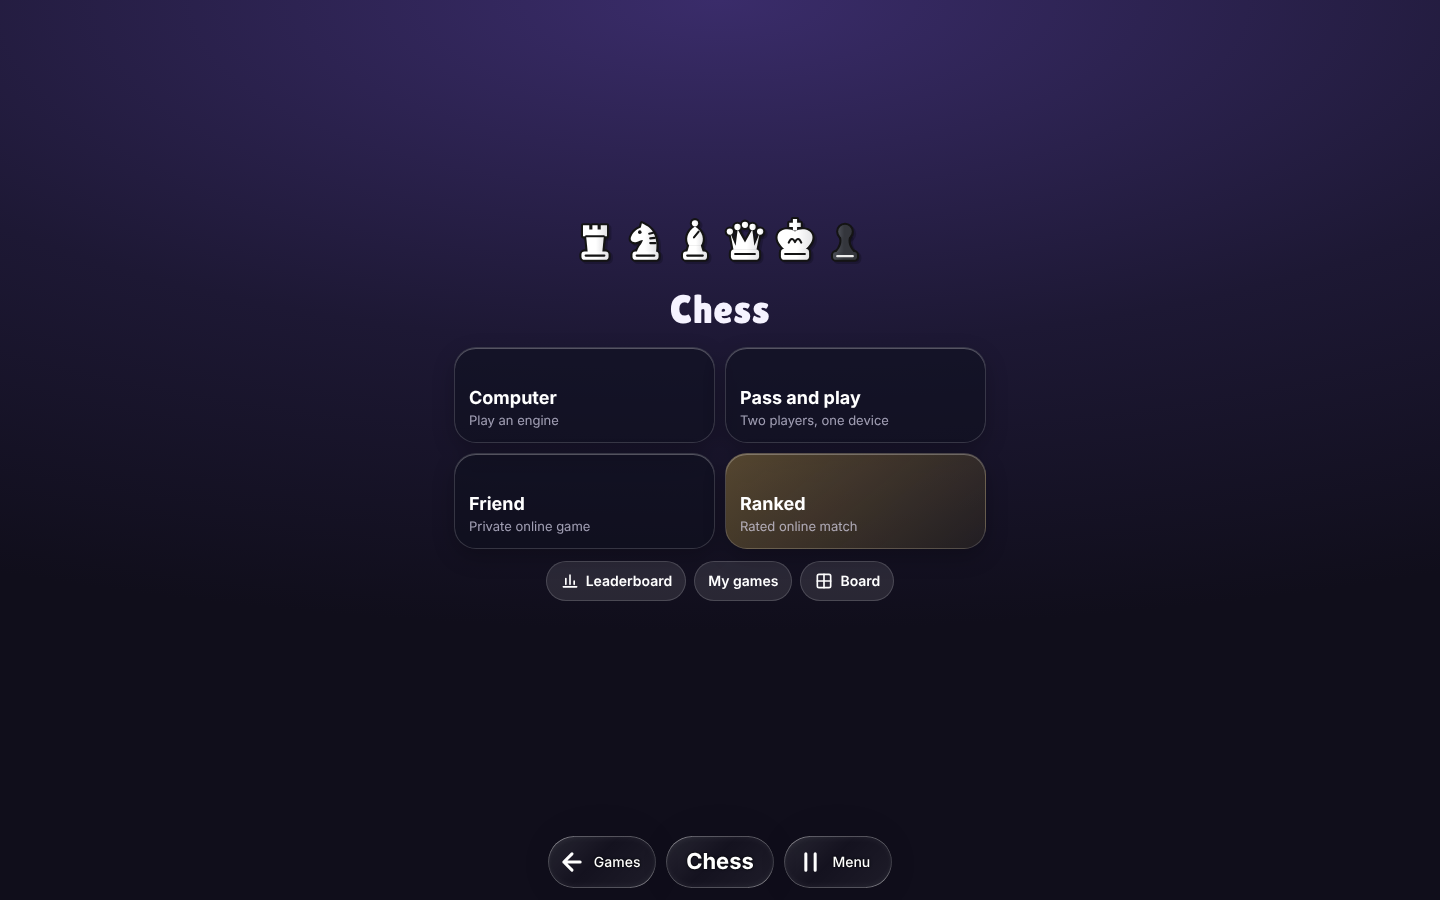 Chess
Computer
Play an engine
Pass and play
Two players, one device
Friend
Private online game
Ranked
Rated online match
Leaderboard
My games
Board
Games
Chess
Menu